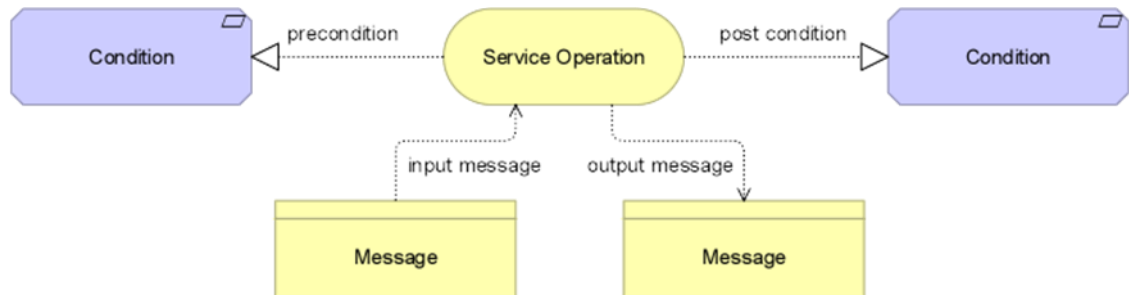 Condition
precondition
Service Operation
post condition
Condition
input message
output message
Message
Message